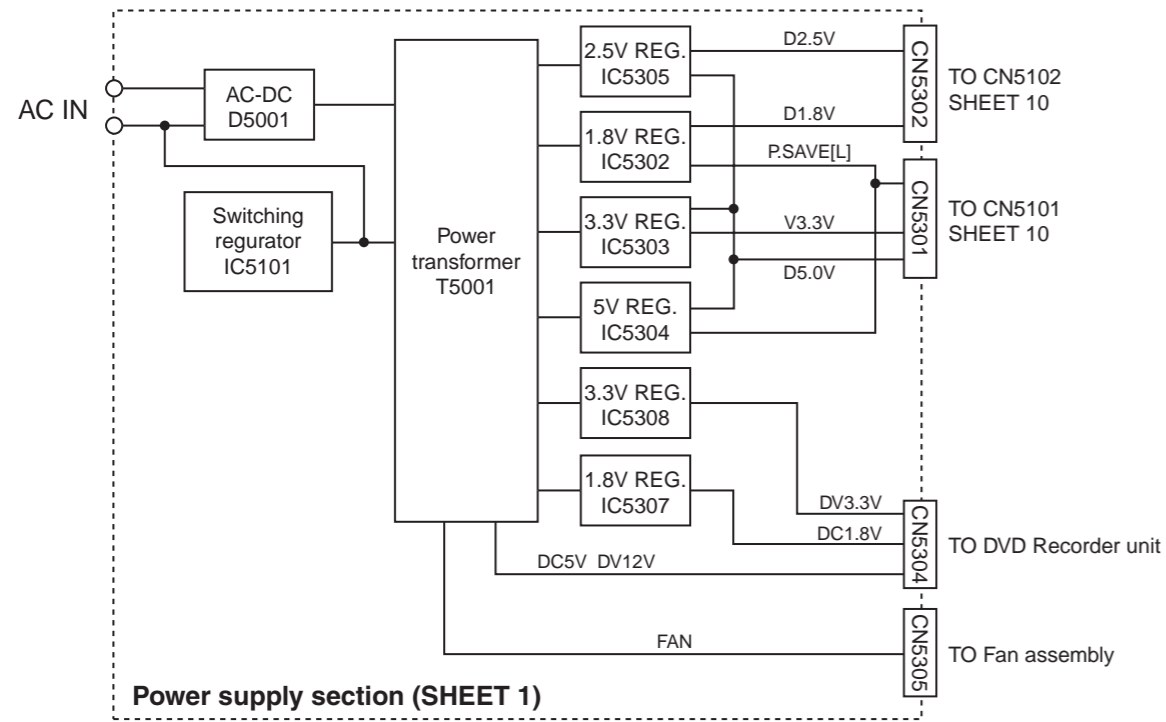 AC IN
AC-DC
D5001
Switching
regurator
IC5101
Power
transformer
T5001
2.5V REG.
IC5305
1.8V REG.
IC5302
3.3V REG.
IC5303
5V REG.
IC5304
3.3V REG.
IC5308
1.8V REG.
IC5307
D2.5V
D1.8V
P.SAVE[L]
V3.3V
D5.0V
DV3.3V
DC1.8V
DC5V DV12V
FAN
CN5302
TO CN5102
SHEET 10
CN5301
TO CN5101
SHEET 10
CN5304
TO DVD Recorder unit
CN5305
TO Fan assembly
Power supply section (SHEET 1)